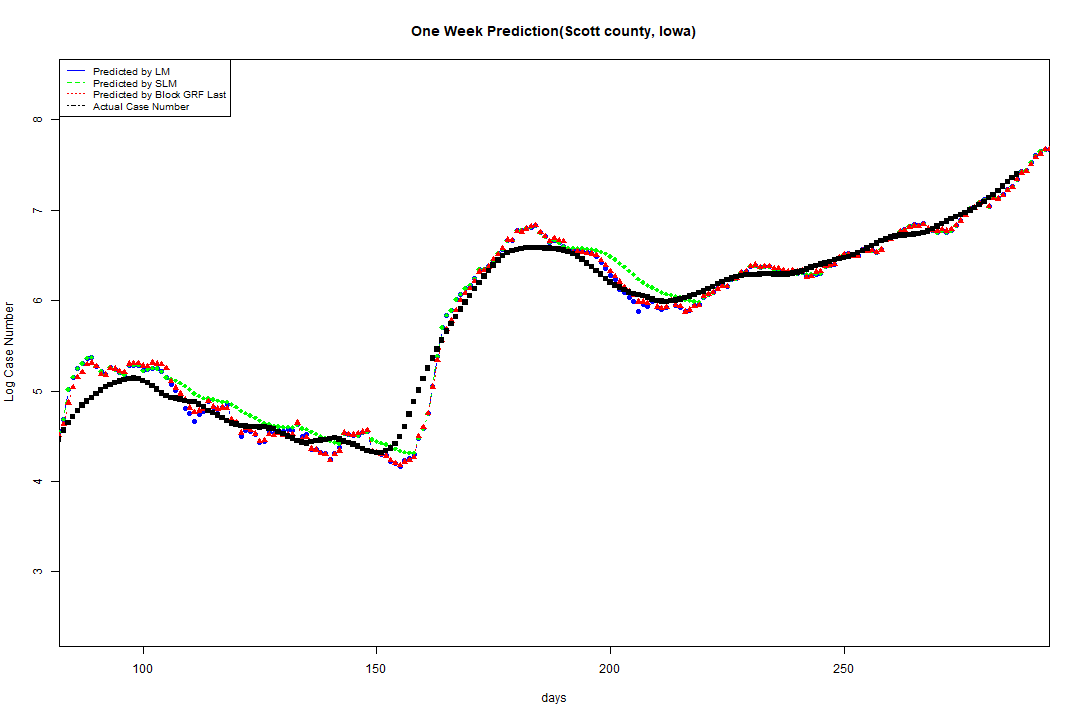 One Week Prediction(Scott county, Iowa)
Predicted by LM
Predicted by SLM
Predicted by Block GRF Last
Actual Case Number
8
7
6
5
4
3
Log Case Number
100 150 200 250
days